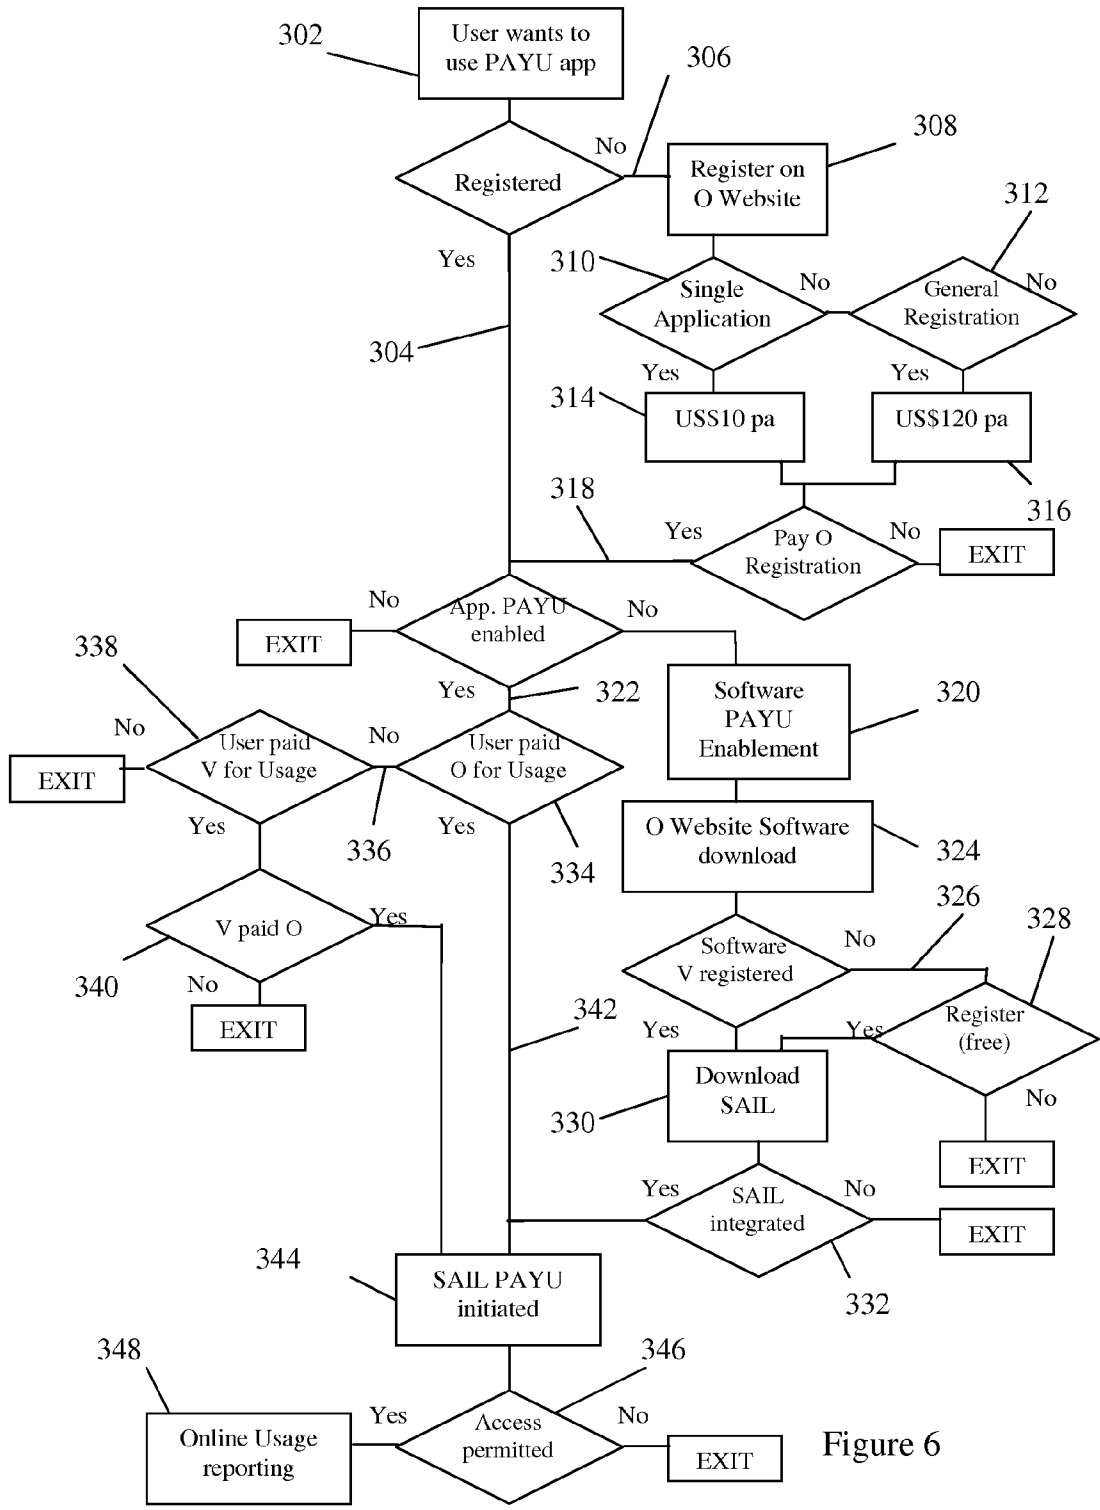 302
User wants to
use PAYU app
306
308
No
Registered
Register on
O Website
312
Yes
310
No
No
Single
Application
General
Registration
304
Yes
Yes
314
US$10 pa
US$120 pa
318
316
Yes
Pay O
Registration
No
EXIT
No
App. PAYU
enabled
No
EXIT
338
Yes
322
Software
PAYU
Enablement
320
No
User paid
V for Usage
No
User paid
O for Usage
EXIT
Yes
336
Yes
334
O Website Software
download
324
326
328
V paid O
Yes
Software
V registered
No
340
No
EXIT
342
Yes
Yes
Register
(free)
Download
SAIL
330
No
EXIT
Yes
SAIL
integrated
No
EXIT
344
SAIL PAYU
initiated
332
348
346
Online Usage
reporting
Yes
Access
permitted
No
EXIT
Figure 6